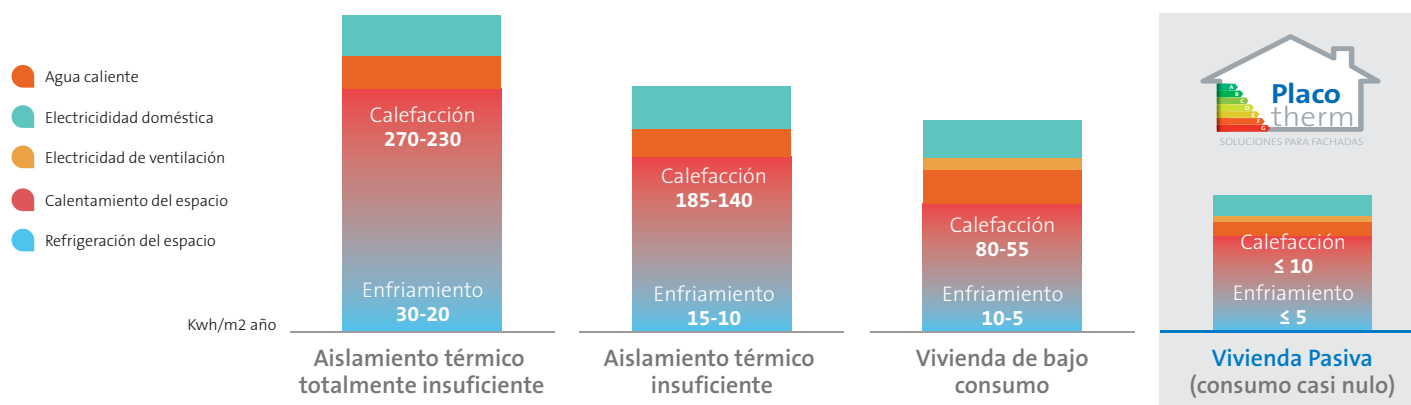 Agua caliente
Electricididad doméstica
Electricidad de ventilación
Calentamiento del espacio
Refrigeración del espacio
Kwh/m2 año
Calefacción
270-230
Enfriamiento
30-20
Aislamiento térmico
totalmente insuficiente
Calefacción
185-140
Enfriamiento
15-10
Aislamiento térmico
insuficiente
Calefacción
80-55
Enfriamiento
10-5
Vivienda de bajo
consumo
A
B
C
D
E
F
G
Placo
therm
SOLUCIONES PARA FACHADAS
Calefacción
≤ 10
Enfriamiento
≤ 5
Vivienda Pasiva
(consumo casi nulo)